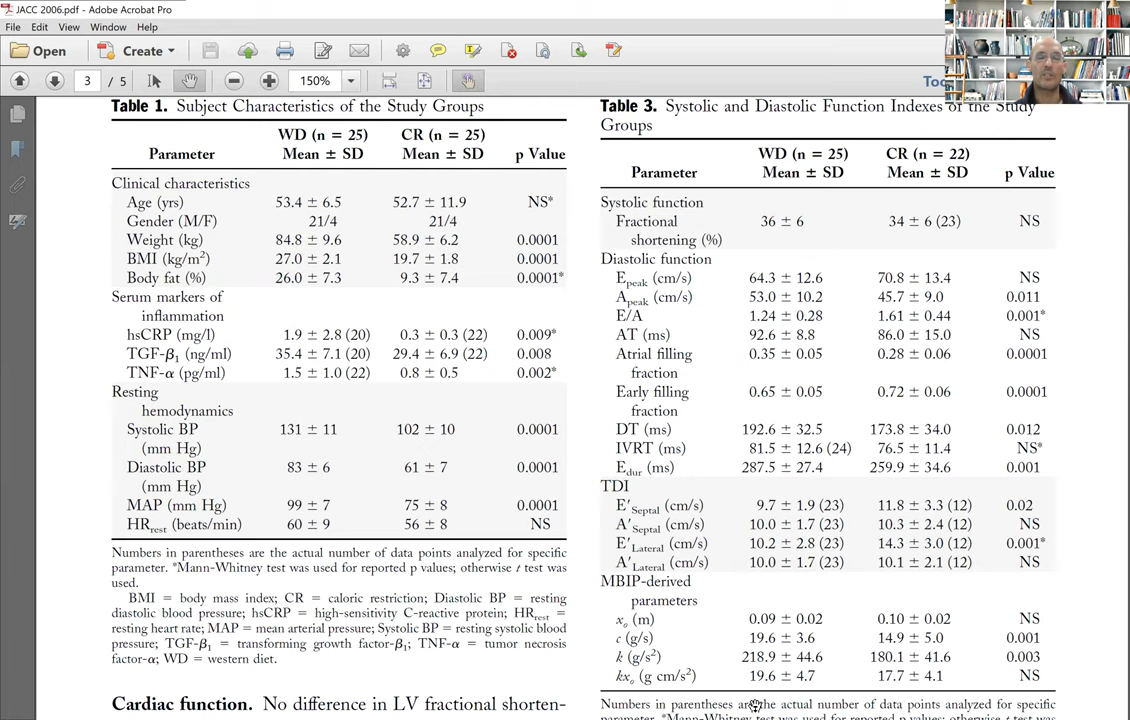 JACC 2006.pdf - Adobe Acrobat Pro
File Edit View Window Help
Open Create
3 / 5 150%
Table 1. Subject Characteristics of the Study Groups
WD (n = 25) CR (n = 25)
Parameter Mean ± SD Mean ± SD p Value
Clinical characteristics
Age (yrs) 53.4 ± 6.5 52.7 ± 11.9 NS*
Gender (M/F) 21/4 21/4
Weight (kg) 84.8 ± 9.6 58.9 ± 6.2 0.0001
BMI (kg/m²) 27.0 ± 2.1 19.7 ± 1.8 0.0001
Body fat (%) 26.0 ± 7.3 9.3 ± 7.4 0.0001*
Serum markers of
inflammation
hsCRP (mg/l) 1.9 ± 2.8 (20) 0.3 ± 0.3 (22) 0.009*
TGF-β₁ (ng/ml) 35.4 ± 7.1 (20) 29.4 ± 6.9 (22) 0.008
TNF-α (pg/ml) 1.5 ± 1.0 (22) 0.8 ± 0.5 0.002*
Resting
hemodynamics
Systolic BP 131 ± 11 102 ± 10 0.0001
(mm Hg)
Diastolic BP 83 ± 6 61 ± 7 0.0001
(mm Hg)
MAP (mm Hg) 99 ± 7 75 ± 8 0.0001
HRrest (beats/min) 60 ± 9 56 ± 8 NS
Numbers in parentheses are the actual number of data points analyzed for specific
parameter. *Mann-Whitney test was used for reported p values; otherwise t test was
used.
BMI = body mass index; CR = caloric restriction; Diastolic BP = resting
diastolic blood pressure; hsCRP = high-sensitivity C-reactive protein; HRrest =
resting heart rate; MAP = mean arterial pressure; Systolic BP = resting systolic blood
pressure; TGF-β₁ = transforming growth factor-β₁; TNF-α = tumor necrosis
factor-α; WD = western diet.
Cardiac function. No difference in LV fractional shorten-
Table 3. Systolic and Diastolic Function Indexes of the Study
Groups
WD (n = 25) CR (n = 22)
Parameter Mean ± SD Mean ± SD p Value
Systolic function
Fractional 36 ± 6 34 ± 6 (23) NS
shortening (%)
Diastolic function
Epeak (cm/s) 64.3 ± 12.6 70.8 ± 13.4 NS
Apeak (cm/s) 53.0 ± 10.2 45.7 ± 9.0 0.011
E/A 1.24 ± 0.28 1.61 ± 0.44 0.001*
AT (ms) 92.6 ± 8.8 86.0 ± 15.0 NS
Atrial filling 0.35 ± 0.05 0.28 ± 0.06 0.0001
fraction
Early filling 0.65 ± 0.05 0.72 ± 0.06 0.0001
fraction
DT (ms) 192.6 ± 32.5 173.8 ± 34.0 0.012
IVRT (ms) 81.5 ± 12.6 (24) 76.5 ± 11.4 NS*
Edur (ms) 287.5 ± 27.4 259.9 ± 34.6 0.001
TDI
E′Septal (cm/s) 9.7 ± 1.9 (23) 11.8 ± 3.3 (12) 0.02
A′Septal (cm/s) 10.0 ± 1.7 (23) 10.3 ± 2.4 (12) NS
E′Lateral (cm/s) 10.2 ± 2.8 (23) 14.3 ± 3.0 (12) 0.001*
A′Lateral (cm/s) 10.0 ± 1.7 (23) 10.1 ± 2.1 (12) NS
MBIP-derived
parameters
xₒ (m) 0.09 ± 0.02 0.10 ± 0.02 NS
c (g/s) 19.6 ± 3.6 14.9 ± 5.0 0.001
k (g/s²) 218.9 ± 44.6 180.1 ± 41.6 0.003
kxₒ (g cm/s²) 19.6 ± 4.7 17.7 ± 4.1 NS
Numbers in parentheses are the actual number of data points analyzed for specific
parameter. *Mann-Whitney test was used for reported p values; otherwise t test was